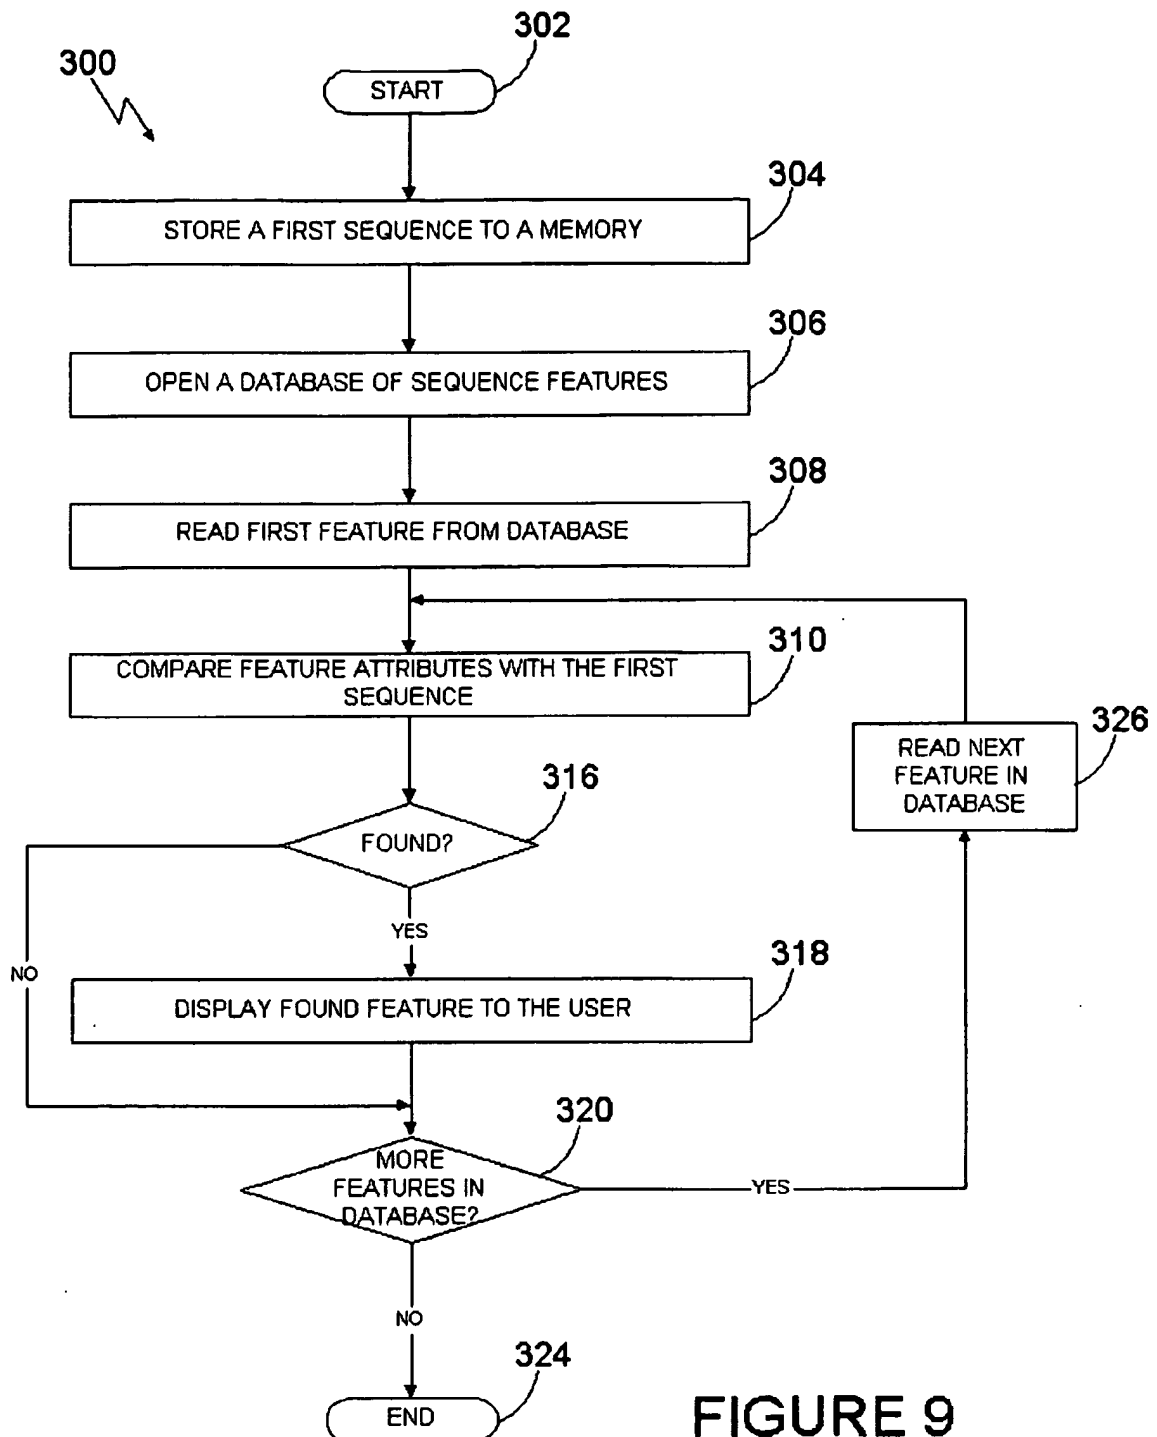 302
300
START
304
STORE A FIRST SEQUENCE TO A MEMORY
306
OPEN A DATABASE OF SEQUENCE FEATURES
308
READ FIRST FEATURE FROM DATABASE
310
COMPARE FEATURE ATTRIBUTES WITH THE FIRST
SEQUENCE
326
READ NEXT
FEATURE IN
DATABASE
316
FOUND?
YES
NO
318
DISPLAY FOUND FEATURE TO THE USER
320
MORE
FEATURES IN
DATABASE?
YES
NO
324
END
FIGURE 9